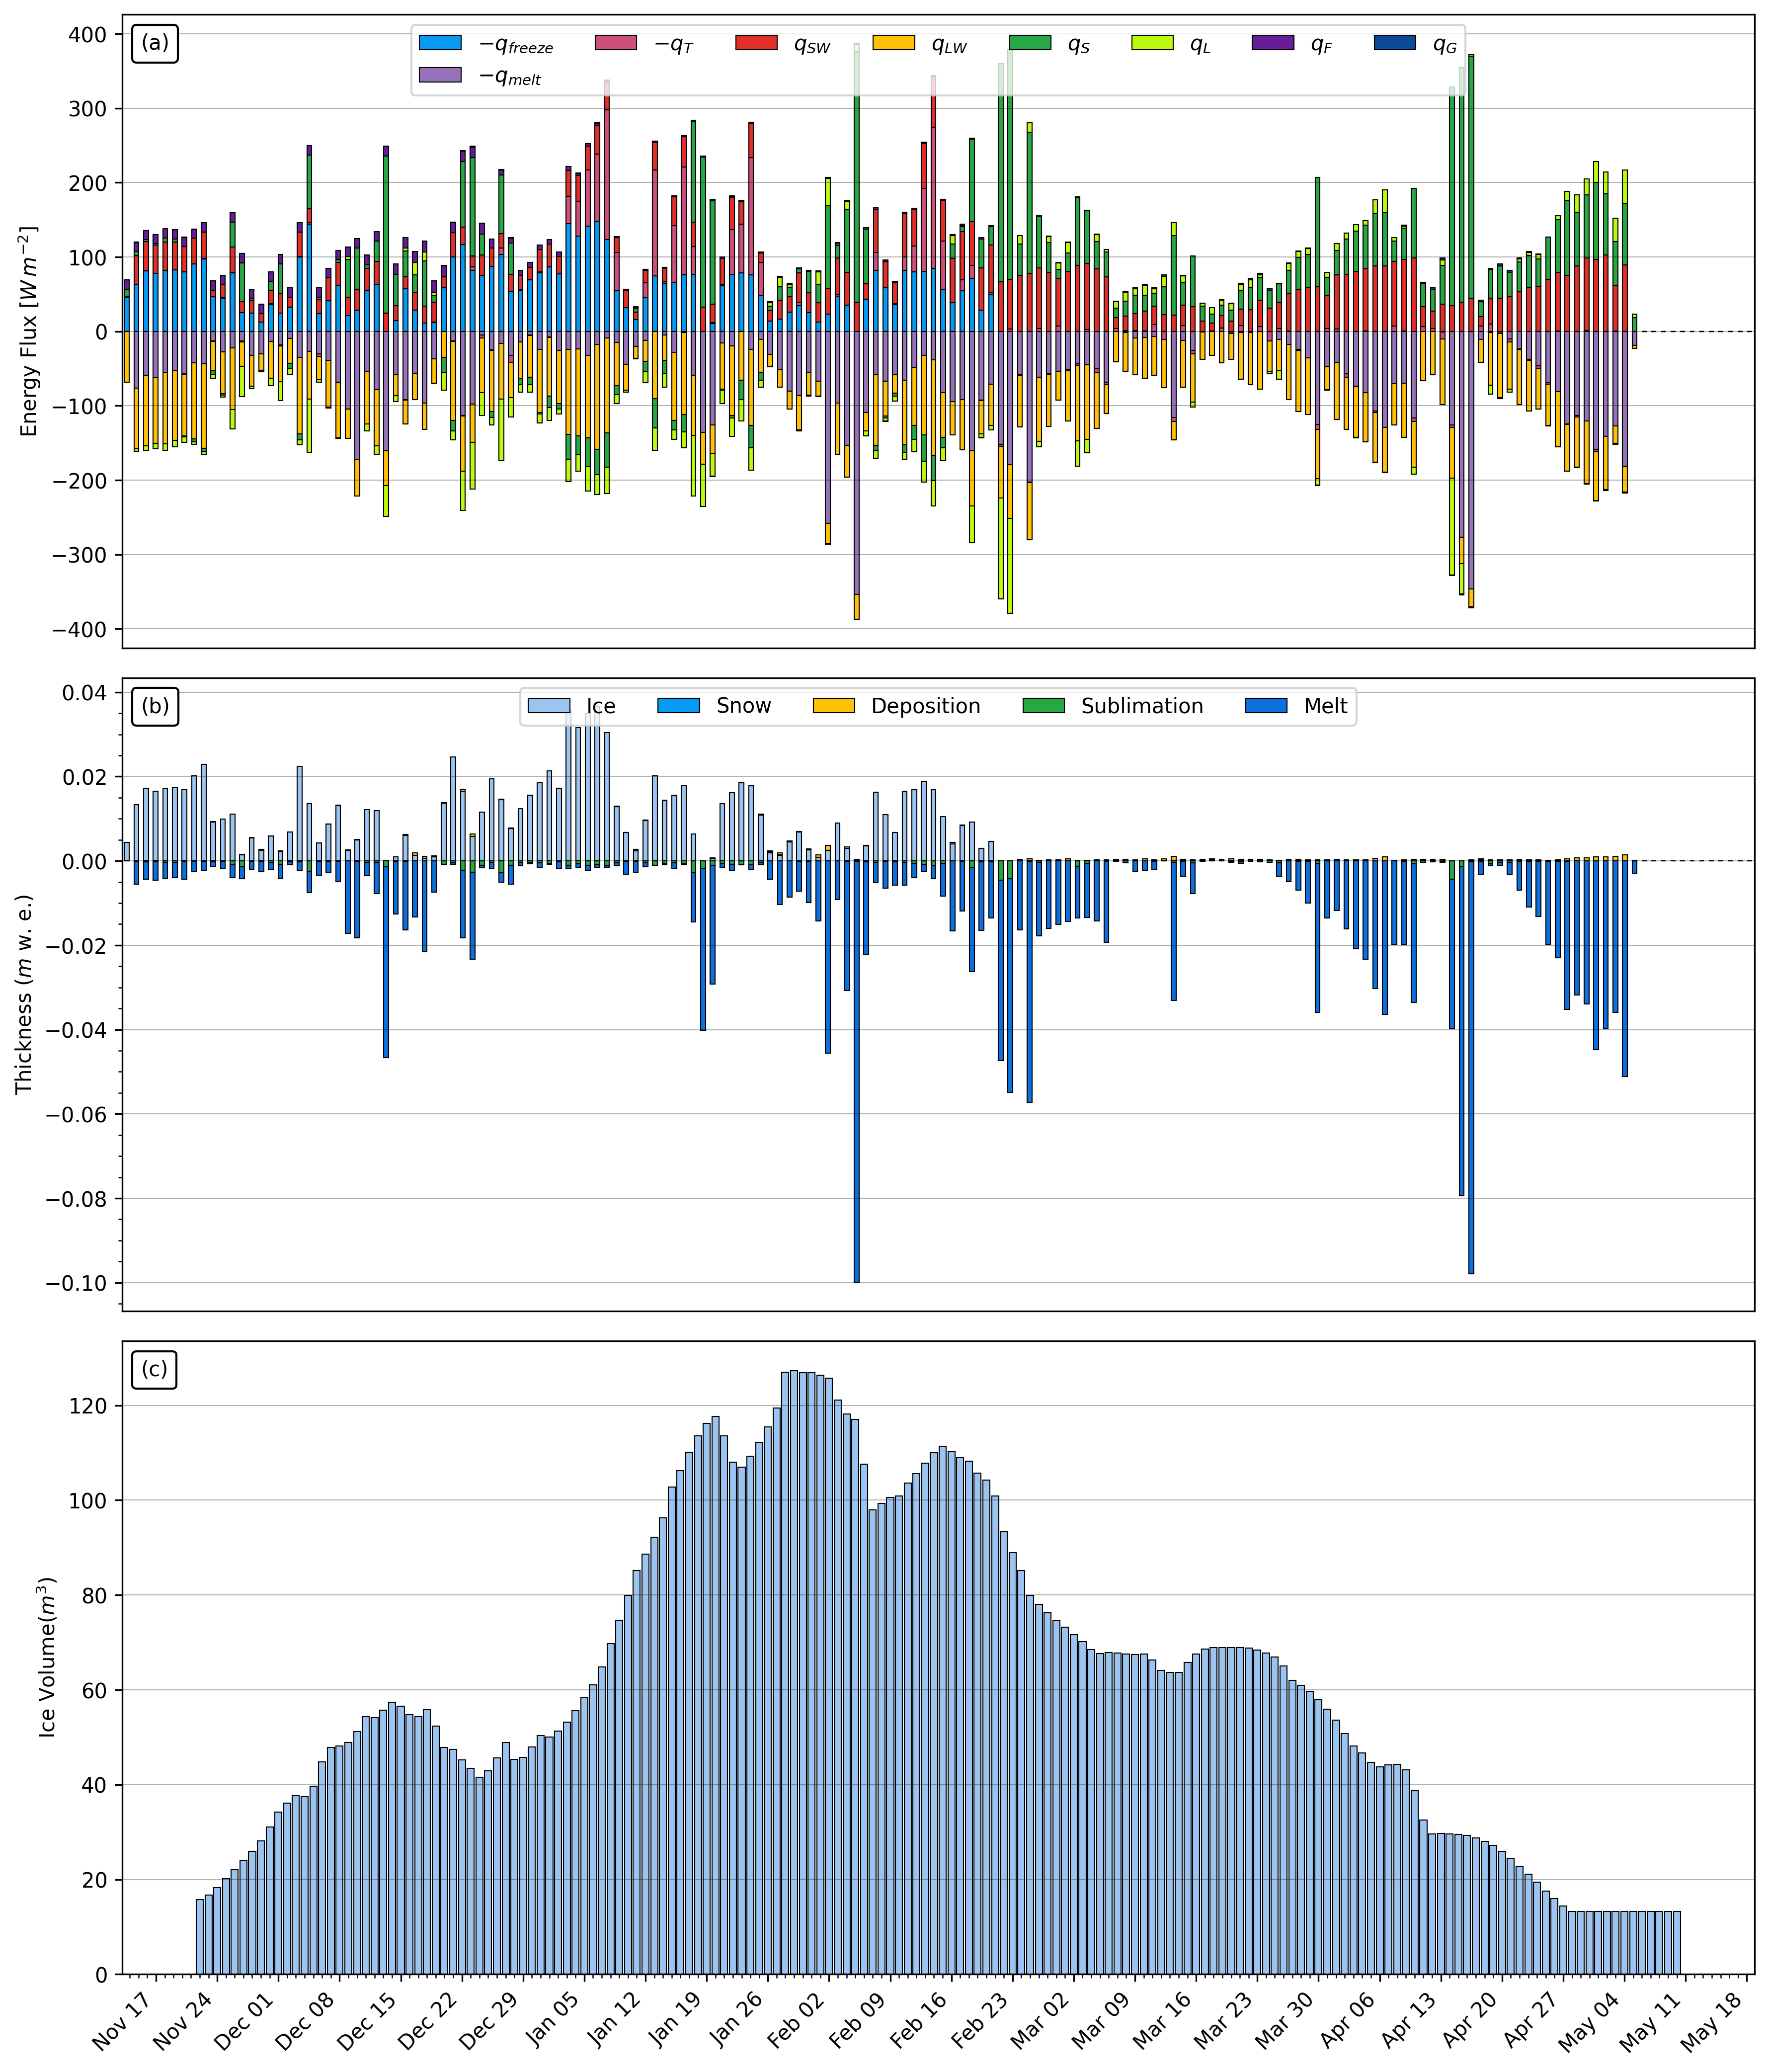 (a)
−q_freeze −q_T q_SW q_LW q_S q_L q_F q_G
−q_melt
400
300
200
100
0
−100
−200
−300
−400
Energy Flux [W m⁻²]
(b)
Ice Snow Deposition Sublimation Melt
0.04
0.02
0.00
−0.02
−0.04
−0.06
−0.08
−0.10
Thickness (m w. e.)
(c)
120
100
80
60
40
20
0
Ice Volume(m³)
Nov 17 Nov 24 Dec 01 Dec 08 Dec 15 Dec 22 Dec 29 Jan 05 Jan 12 Jan 19 Jan 26 Feb 02 Feb 09 Feb 16 Feb 23 Mar 02 Mar 09 Mar 16 Mar 23 Mar 30 Apr 06 Apr 13 Apr 20 Apr 27 May 04 May 11 May 18